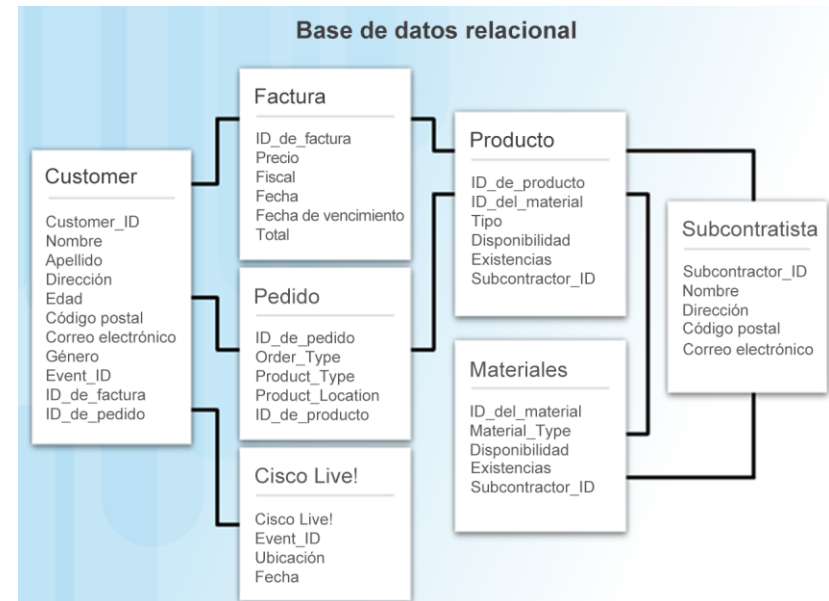 Base de datos relacional
Customer
Customer_ID
Nombre
Apellido
Dirección
Edad
Código postal
Correo electrónico
Género
Event_ID
ID_de_factura
ID_de_pedido
Factura
ID_de_factura
Precio
Fiscal
Fecha
Fecha de vencimiento
Total
Pedido
ID_de_pedido
Order_Type
Product_Type
Product_Location
ID_de_producto
Cisco Live!
Cisco Live!
Event_ID
Ubicación
Fecha
Producto
ID_de_producto
ID_del_material
Tipo
Disponibilidad
Existencias
Subcontractor_ID
Materiales
ID_del_material
Material_Type
Disponibilidad
Existencias
Subcontractor_ID
Subcontratista
Subcontractor_ID
Nombre
Dirección
Código postal
Correo electrónico